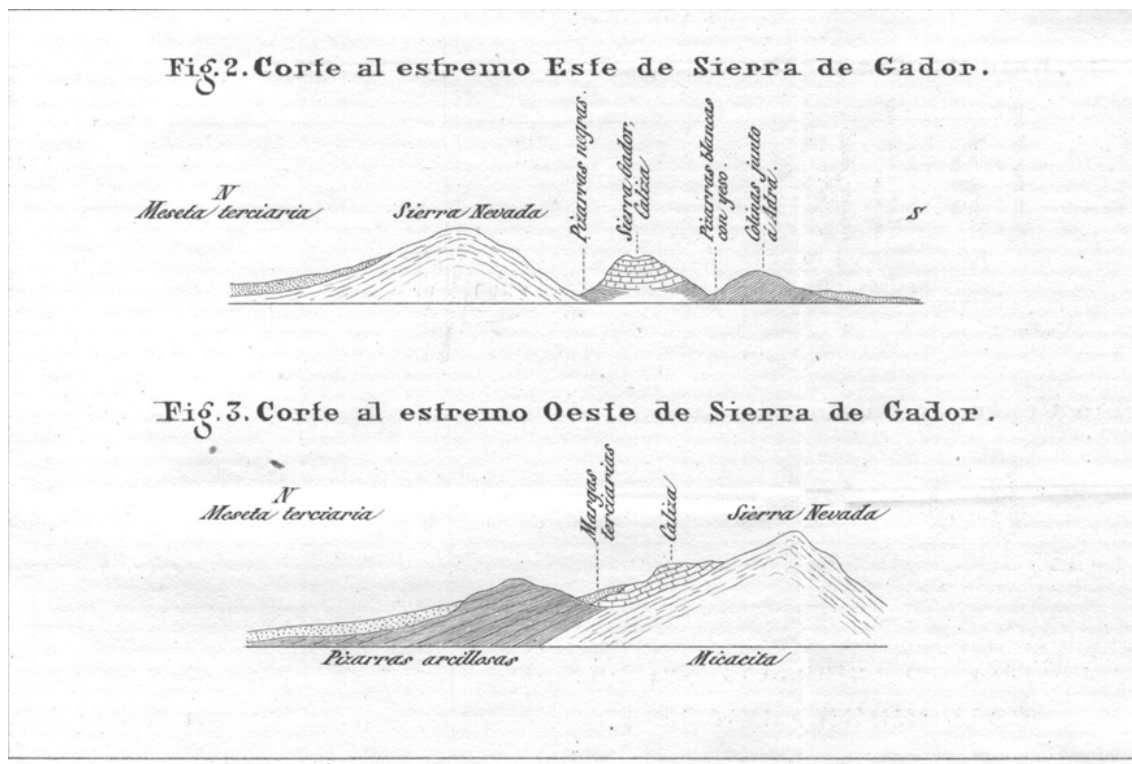 Fig. 2. Corte al estremo Este de Sierra de Gador.
N
Meseta terciaria
Sierra Nevada
Pizarras negras
Sierra Gador,
Caliza
Pizarras blancas
con yeso
Colinas junto
á Adra.
S
Fig. 3. Corte al estremo Oeste de Sierra de Gador.
N
Meseta terciaria
Margas
terciarias
Caliza
Sierra Nevada
Pizarras arcillosas
Micacita